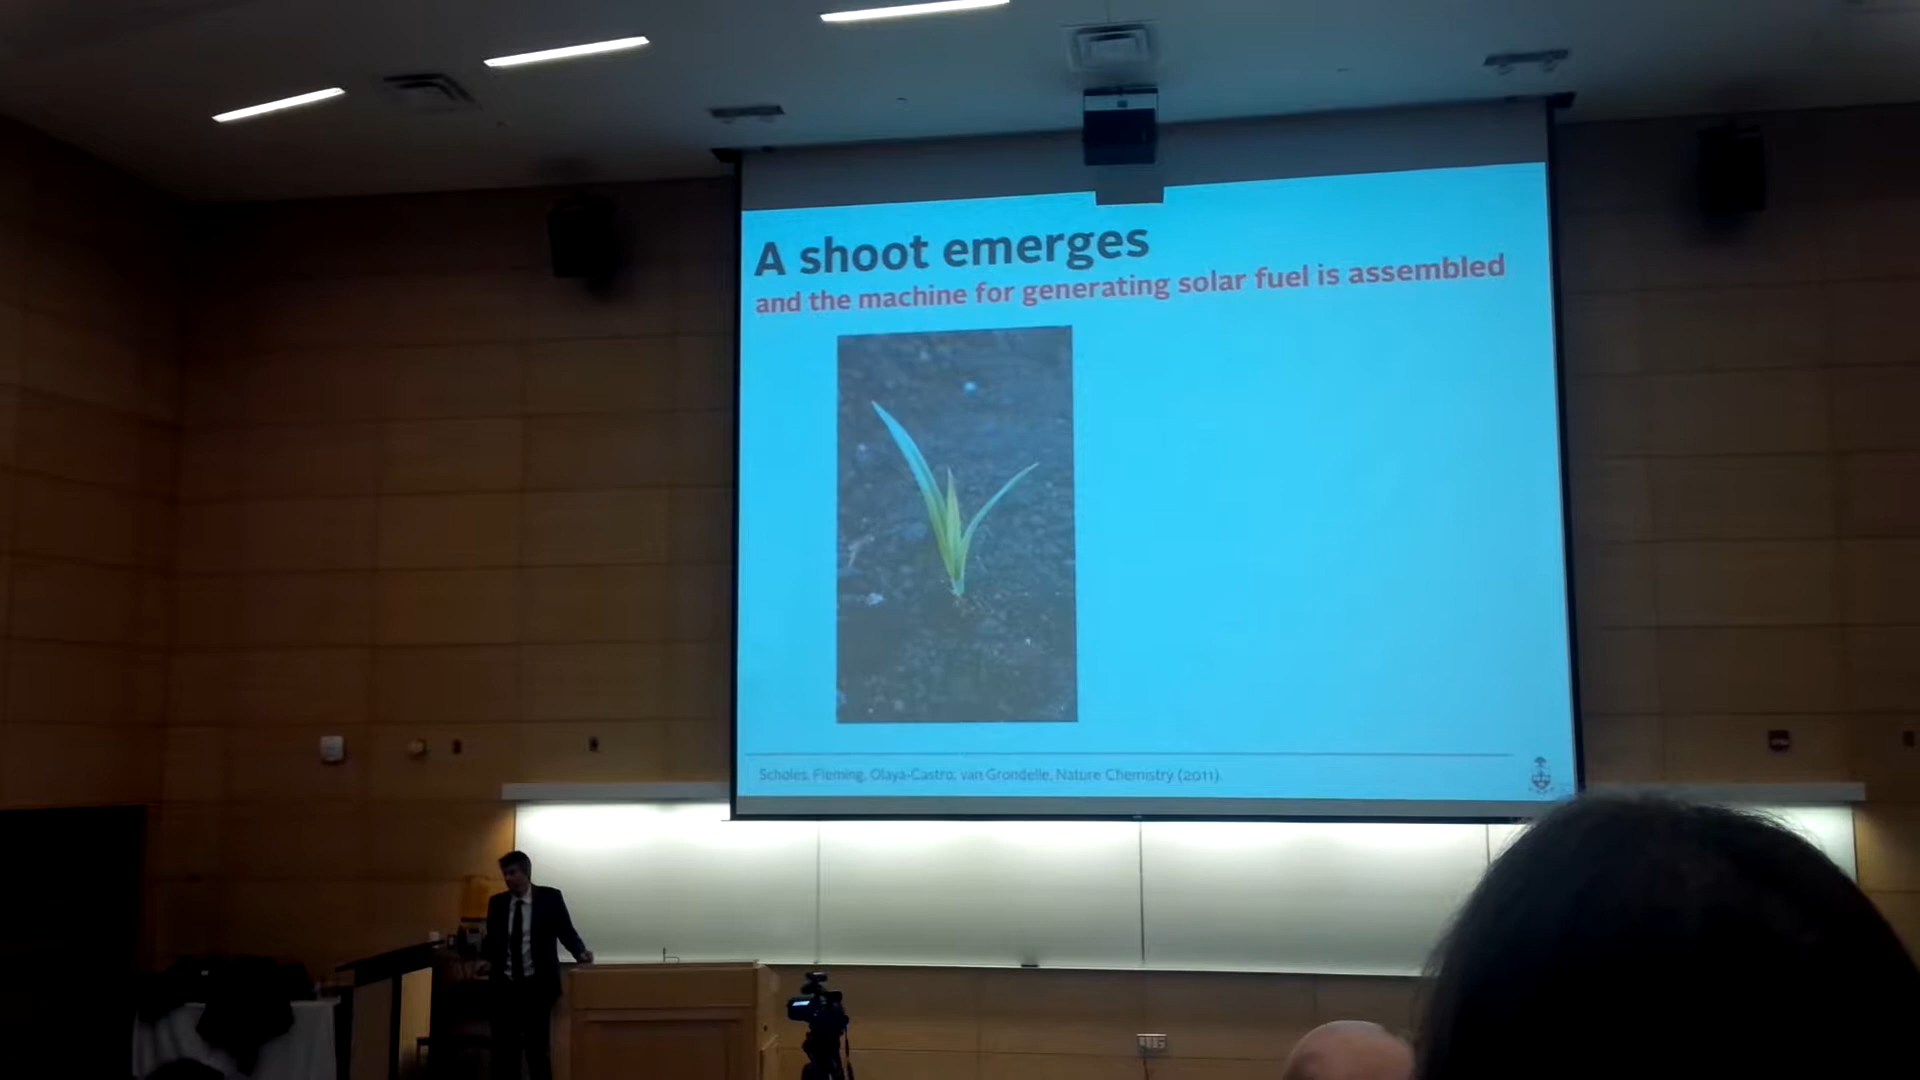 A shoot emerges
and the machine for generating solar fuel is assembled
Scholes, Fleming, Olaya-Castro, van Grondelle, Nature Chemistry (2011).